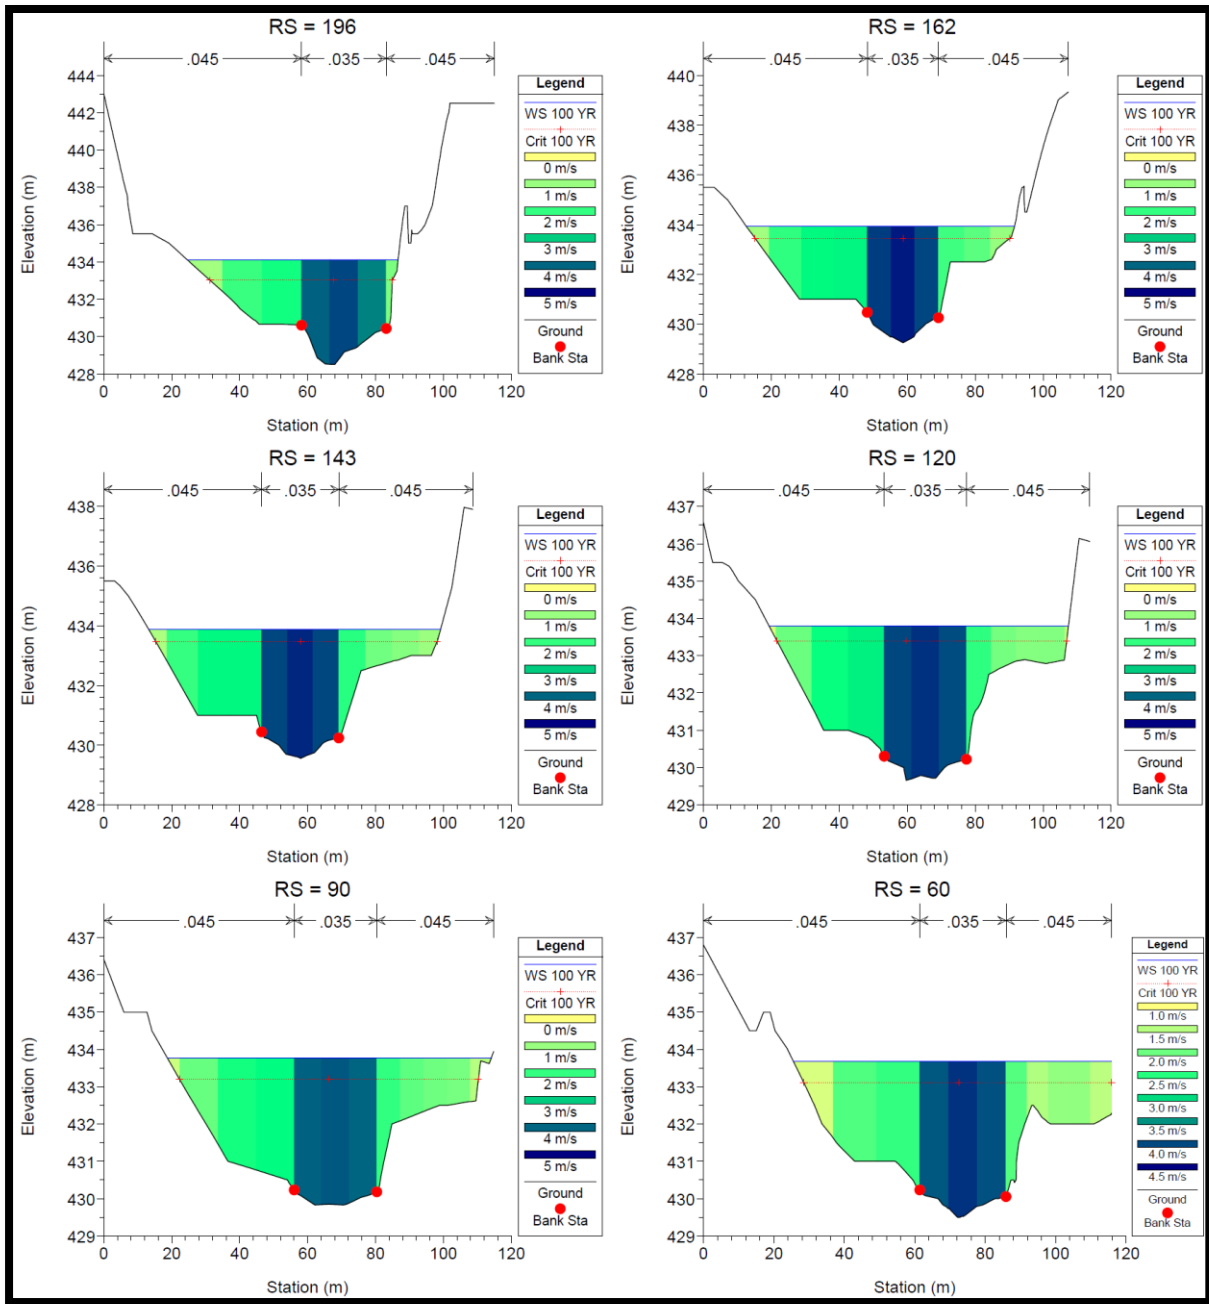 RS = 196
.045 .035 .045
444
442
440
438
436
434
432
430
428
Elevation (m)
0 20 40 60 80 100 120
Station (m)
Legend
WS 100 YR
Crit 100 YR
0 m/s
1 m/s
2 m/s
3 m/s
4 m/s
5 m/s
Ground
Bank Sta
RS = 162
.045 .035 .045
440
438
436
434
432
430
428
Elevation (m)
0 20 40 60 80 100 120
Station (m)
Legend
WS 100 YR
Crit 100 YR
0 m/s
1 m/s
2 m/s
3 m/s
4 m/s
5 m/s
Ground
Bank Sta
RS = 143
.045 .035 .045
438
436
434
432
430
428
Elevation (m)
0 20 40 60 80 100 120
Station (m)
Legend
WS 100 YR
Crit 100 YR
0 m/s
1 m/s
2 m/s
3 m/s
4 m/s
5 m/s
Ground
Bank Sta
RS = 120
.045 .035 .045
437
436
435
434
433
432
431
430
429
Elevation (m)
0 20 40 60 80 100 120
Station (m)
Legend
WS 100 YR
Crit 100 YR
0 m/s
1 m/s
2 m/s
3 m/s
4 m/s
5 m/s
Ground
Bank Sta
RS = 90
.045 .035 .045
437
436
435
434
433
432
431
430
429
Elevation (m)
0 20 40 60 80 100 120
Station (m)
Legend
WS 100 YR
Crit 100 YR
0 m/s
1 m/s
2 m/s
3 m/s
4 m/s
5 m/s
Ground
Bank Sta
RS = 60
.045 .035 .045
437
436
435
434
433
432
431
430
429
Elevation (m)
0 20 40 60 80 100 120
Station (m)
Legend
WS 100 YR
Crit 100 YR
1.0 m/s
1.5 m/s
2.0 m/s
2.5 m/s
3.0 m/s
3.5 m/s
4.0 m/s
4.5 m/s
Ground
Bank Sta